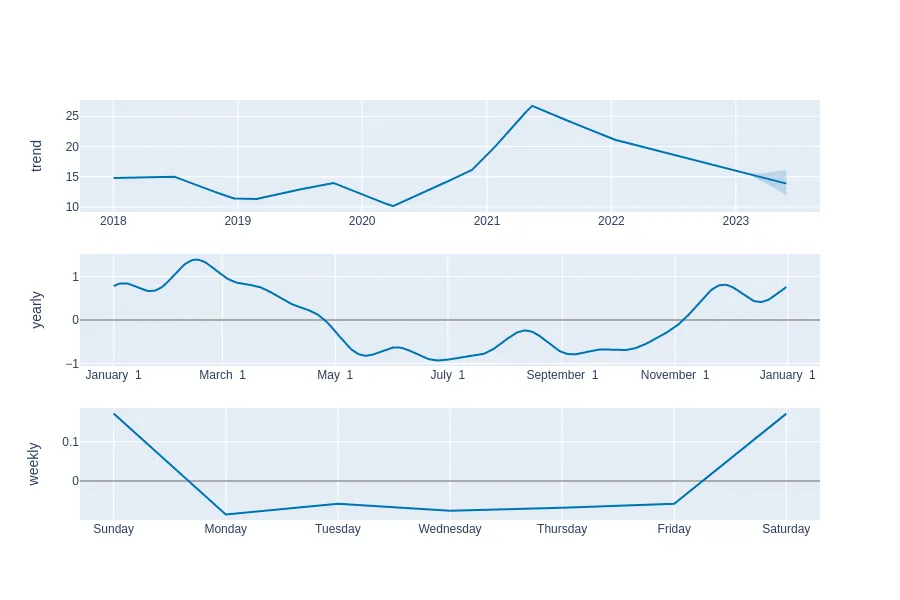 trend
25
20
15
10
2018 2019 2020 2021 2022 2023
yearly
1
0
−1
January 1 March 1 May 1 July 1 September 1 November 1 January 1
weekly
0.1
0
Sunday Monday Tuesday Wednesday Thursday Friday Saturday